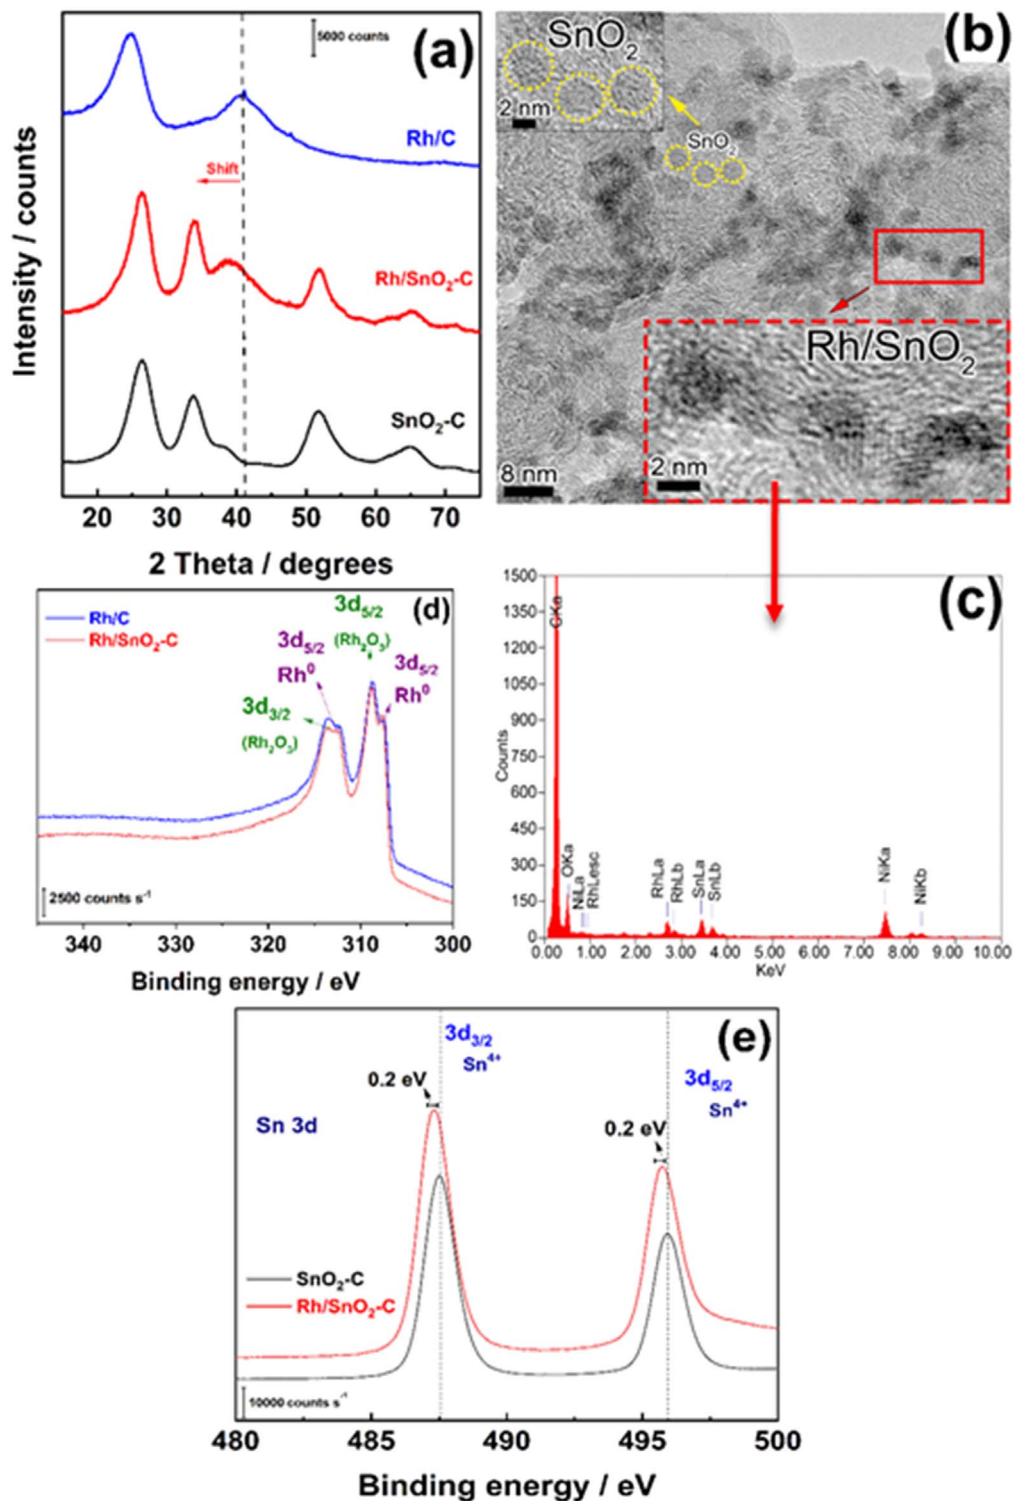 (a)
5000 counts
Rh/C
Shift
Rh/SnO₂-C
SnO₂-C
Intensity / counts
20 30 40 50 60 70
2 Theta / degrees
(b)
SnO₂
2 nm
SnO₂
Rh/SnO₂
8 nm
2 nm
(d)
Rh/C
Rh/SnO₂-C
3d₅/₂
(Rh₂O₃)
3d₅/₂
Rh⁰
3d₅/₂
Rh⁰
3d₃/₂
(Rh₂O₃)
2500 counts s⁻¹
340 330 320 310 300
Binding energy / eV
(c)
1500
1350
1200
1050
900
750
600
450
300
150
0
Counts
CKa
OKa
NiLa
RhLesc
RhLa
RhLb
SnLa
SnLb
NiKa
NiKb
0.00 1.00 2.00 3.00 4.00 5.00 6.00 7.00 8.00 9.00 10.00
KeV
(e)
3d₃/₂
Sn⁴⁺
0.2 eV
3d₅/₂
Sn⁴⁺
0.2 eV
Sn 3d
SnO₂-C
Rh/SnO₂-C
10000 counts s⁻¹
480 485 490 495 500
Binding energy / eV